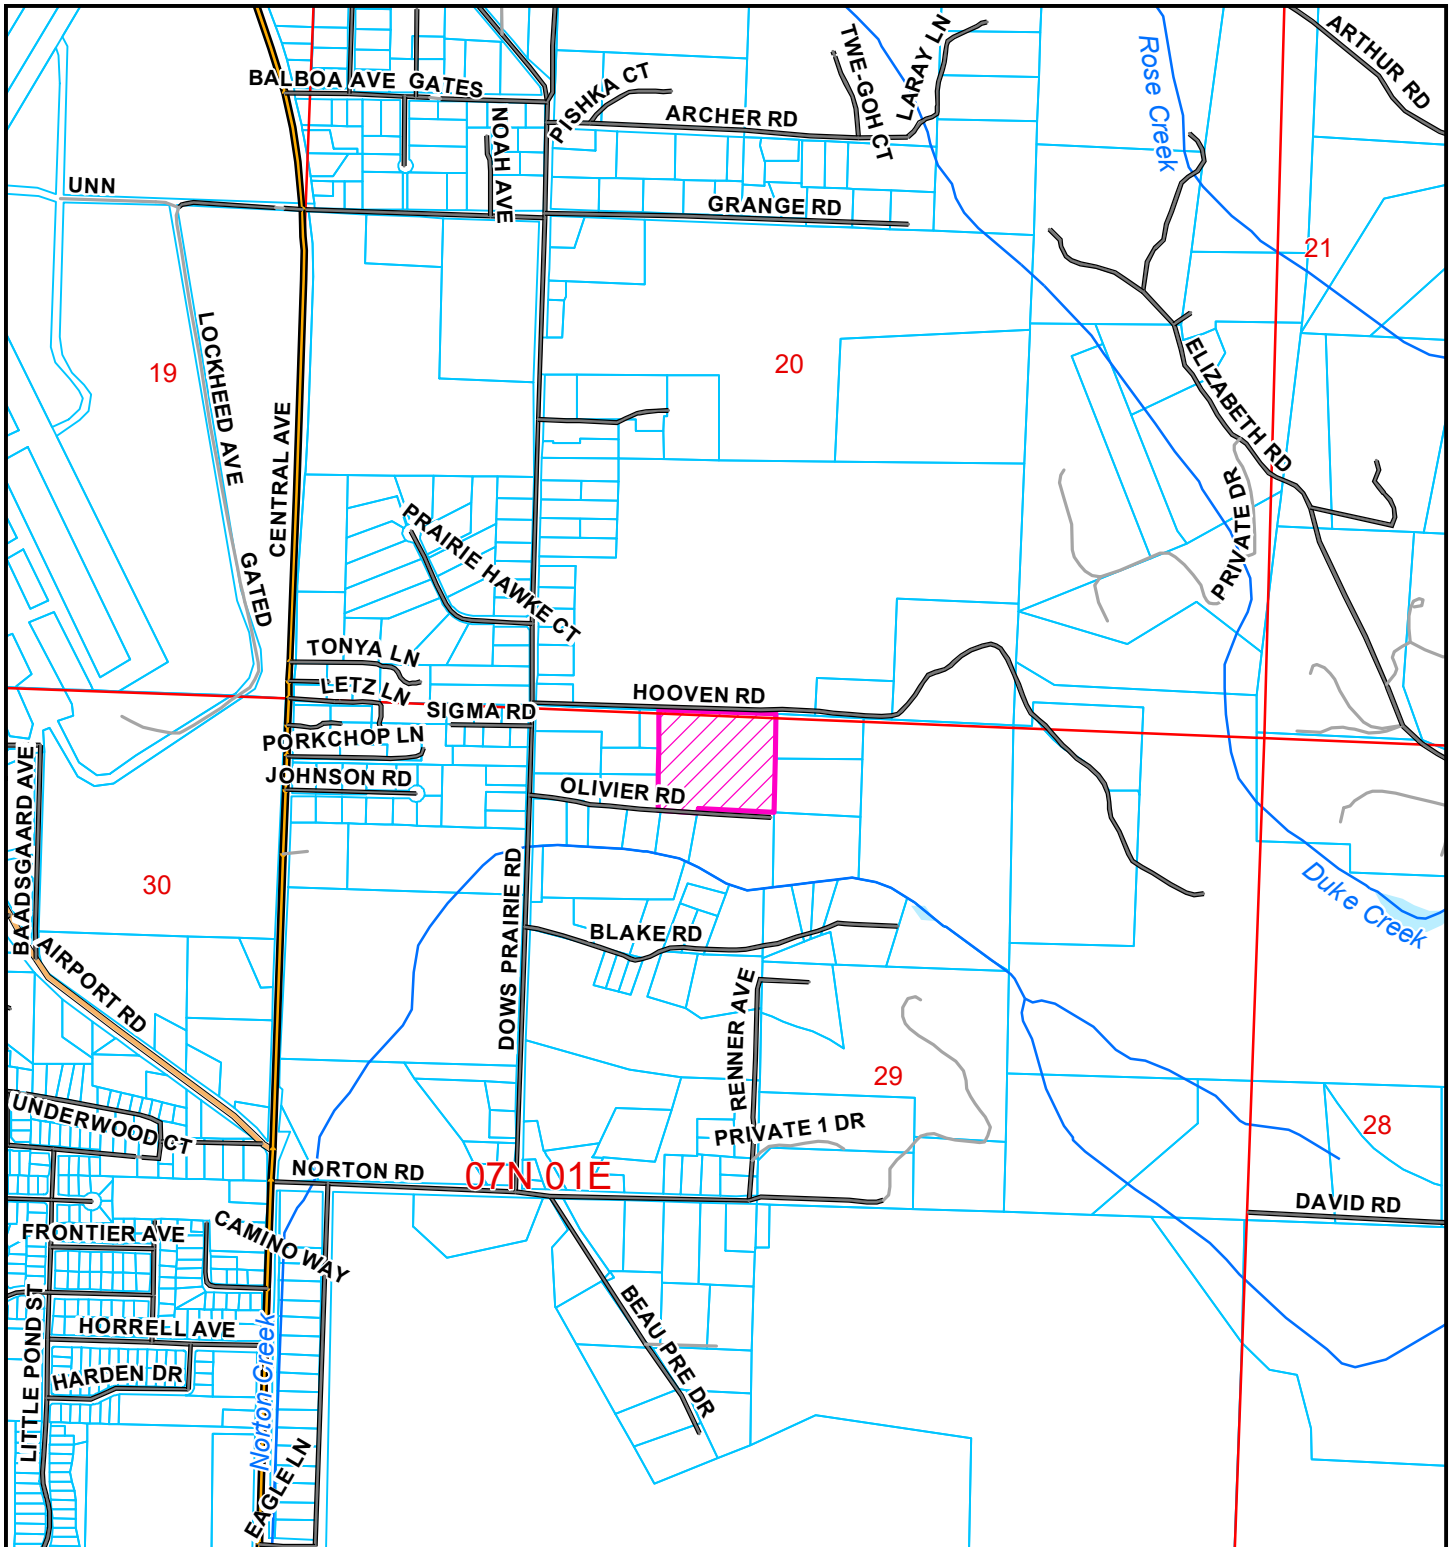 ARTHUR RD
TWE-GOH CT
LARAY LN
Rose Creek
BALBOA AVE
GATES
PISHKA CT
ARCHER RD
NOAH AVE
UNN
GRANGE RD
21
LOCKHEED AVE
19
20
ELIZABETH RD
CENTRAL AVE
PRIVATE DR
PRAIRIE HAWKE CT
GATED
TONYA LN
LETZ LN
HOOVEN RD
SIGMA RD
PORKCHOP LN
JOHNSON RD
OLIVIER RD
BAADSGAARD AVE
30
DOWS PRAIRIE RD
Duke Creek
BLAKE RD
AIRPORT RD
RENNER AVE
29
UNDERWOOD CT
PRIVATE 1 DR
28
NORTON RD
07N 01E
DAVID RD
FRONTIER AVE
CAMINO WAY
LITTLE POND ST
HORRELL AVE
BEAU PRE DR
HARDEN DR
Norton Creek
EAGLE LN